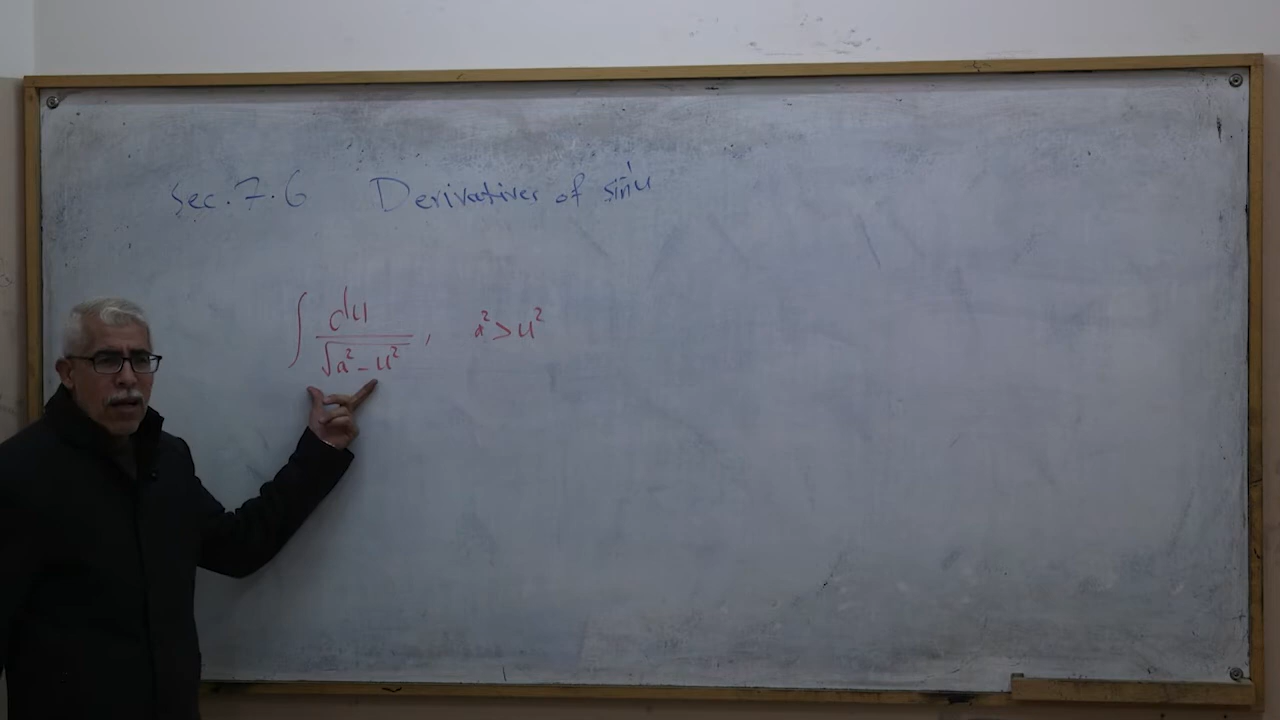 Sec. 7.6 Derivatives of sin⁻¹u
∫ du / √(a² - u²) , a² > u²